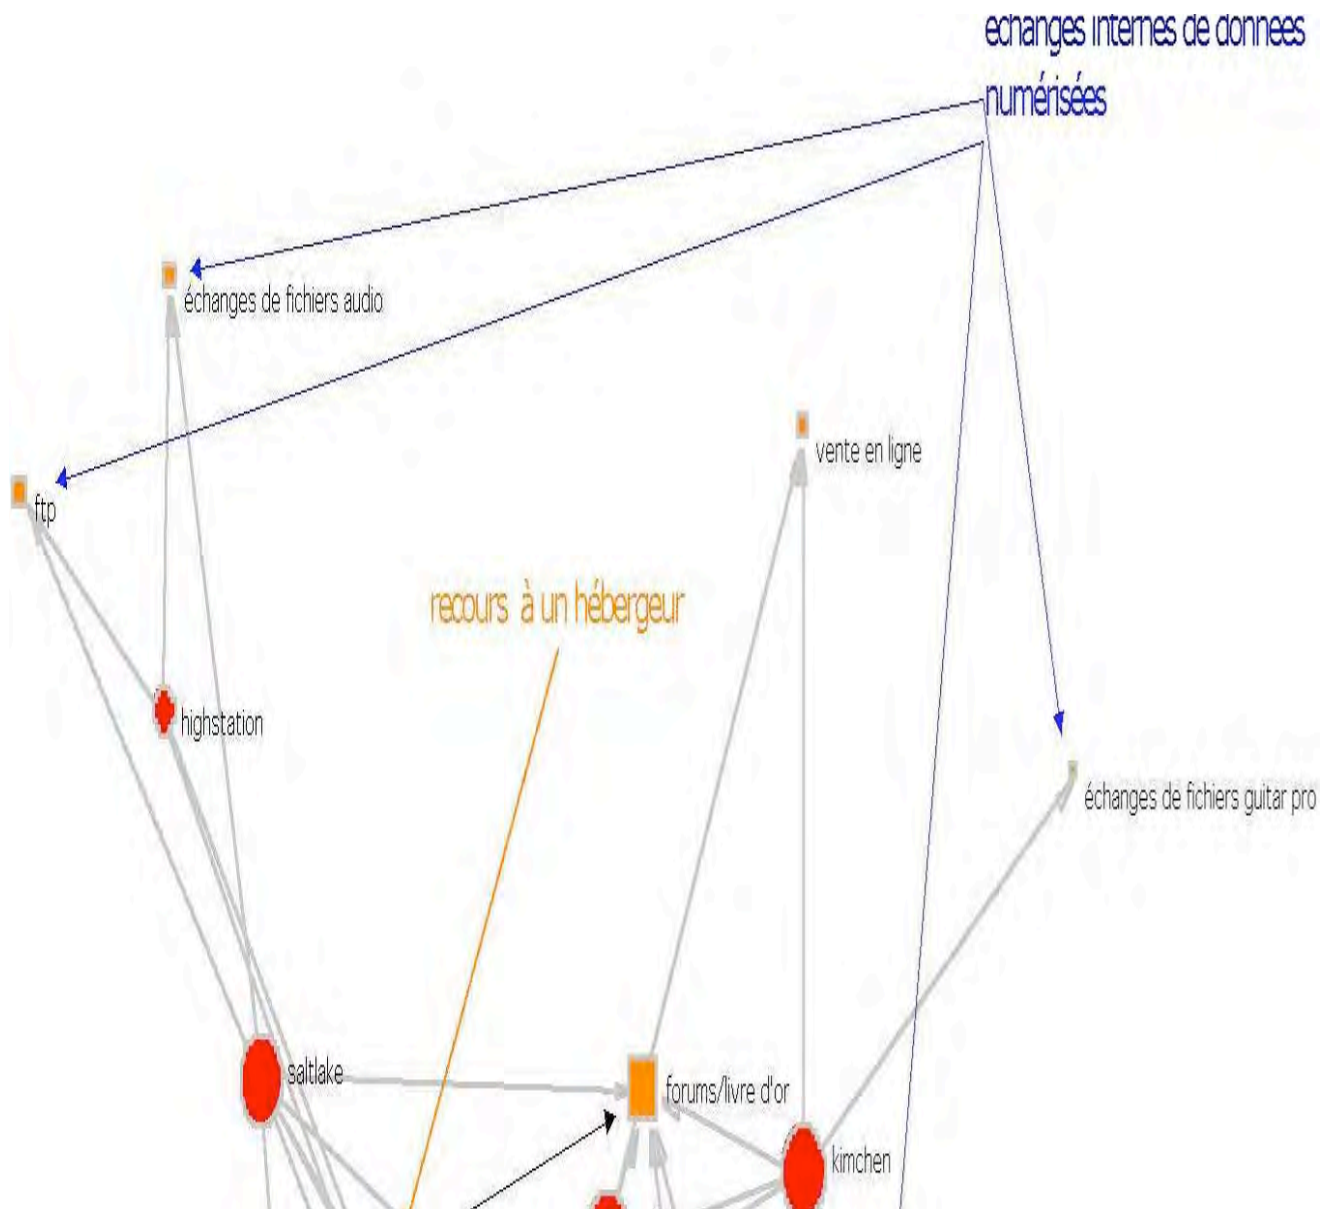 échanges internes de données
numérisées
échanges de fichiers audio
vente en ligne
ftp
recours à un hébergeur
highstation
échanges de fichiers guitar pro
saltlake
forums/livre d'or
kimchen